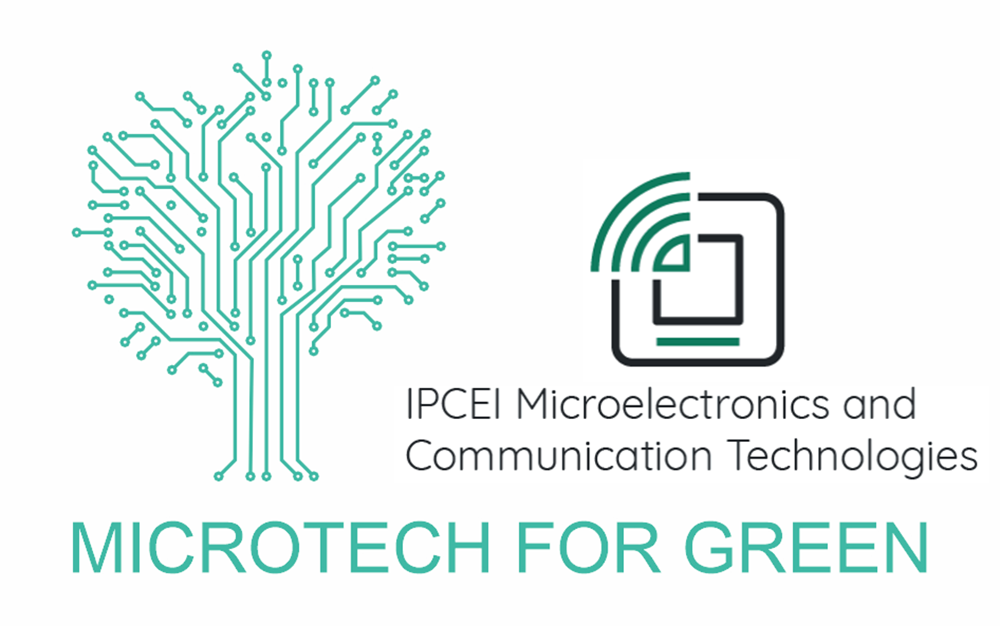 IPCEI Microelectronics and
Communication Technologies
MICROTECH FOR GREEN